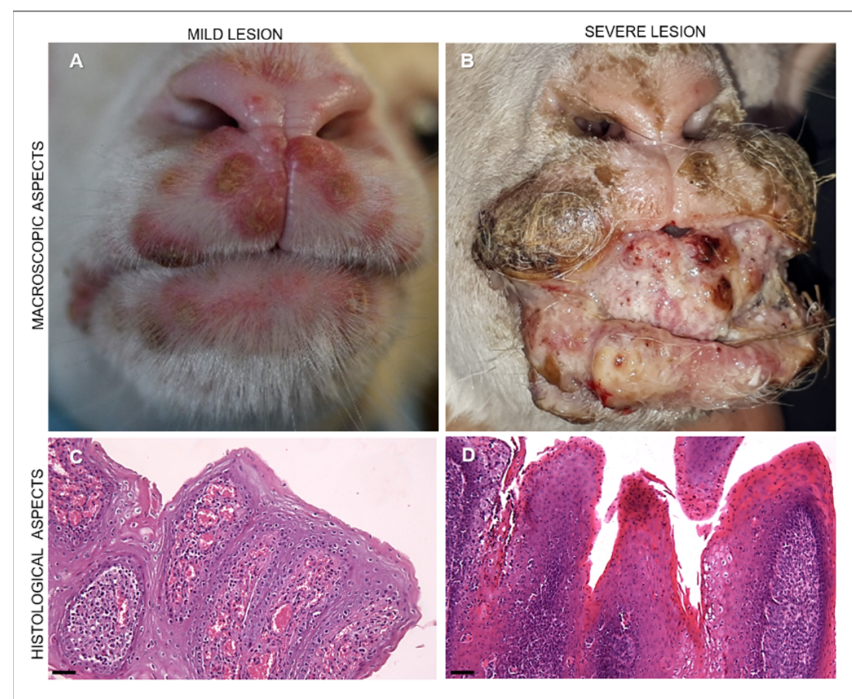 MILD LESION
SEVERE LESION
MACROSCOPIC ASPECTS
A
B
HISTOLOGICAL ASPECTS
C
D